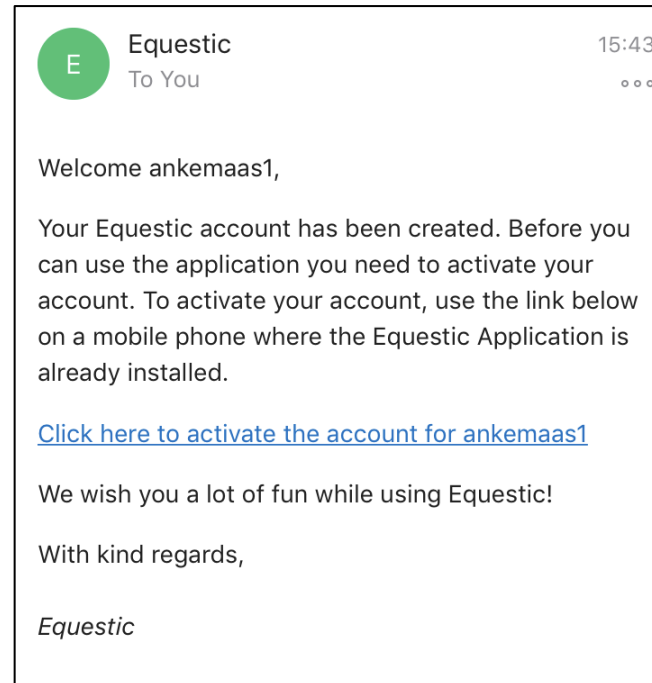 E
Equestic
15:43
To You
Welcome ankemaas1,
Your Equestic account has been created. Before you
can use the application you need to activate your
account. To activate your account, use the link below
on a mobile phone where the Equestic Application is
already installed.
Click here to activate the account for ankemaas1
We wish you a lot of fun while using Equestic!
With kind regards,
Equestic